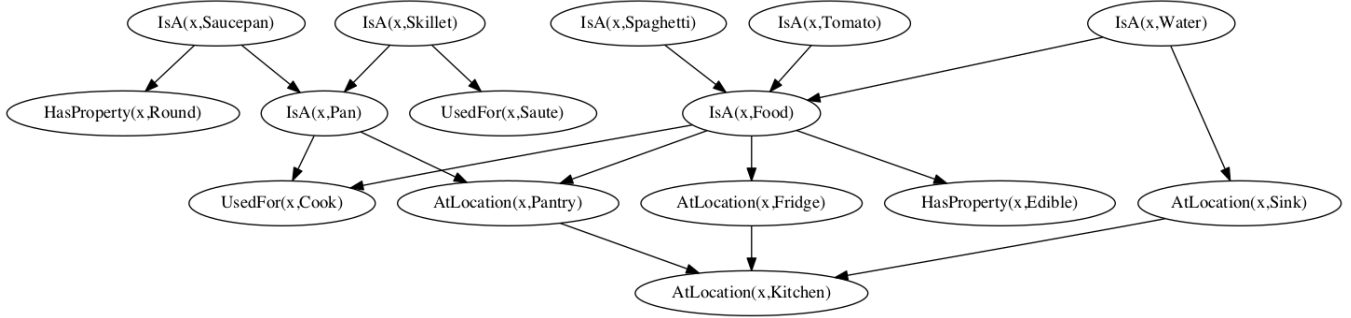 IsA(x,Saucepan)
IsA(x,Skillet)
IsA(x,Spaghetti)
IsA(x,Tomato)
IsA(x,Water)
HasProperty(x,Round)
IsA(x,Pan)
UsedFor(x,Saute)
IsA(x,Food)
UsedFor(x,Cook)
AtLocation(x,Pantry)
AtLocation(x,Fridge)
HasProperty(x,Edible)
AtLocation(x,Sink)
AtLocation(x,Kitchen)